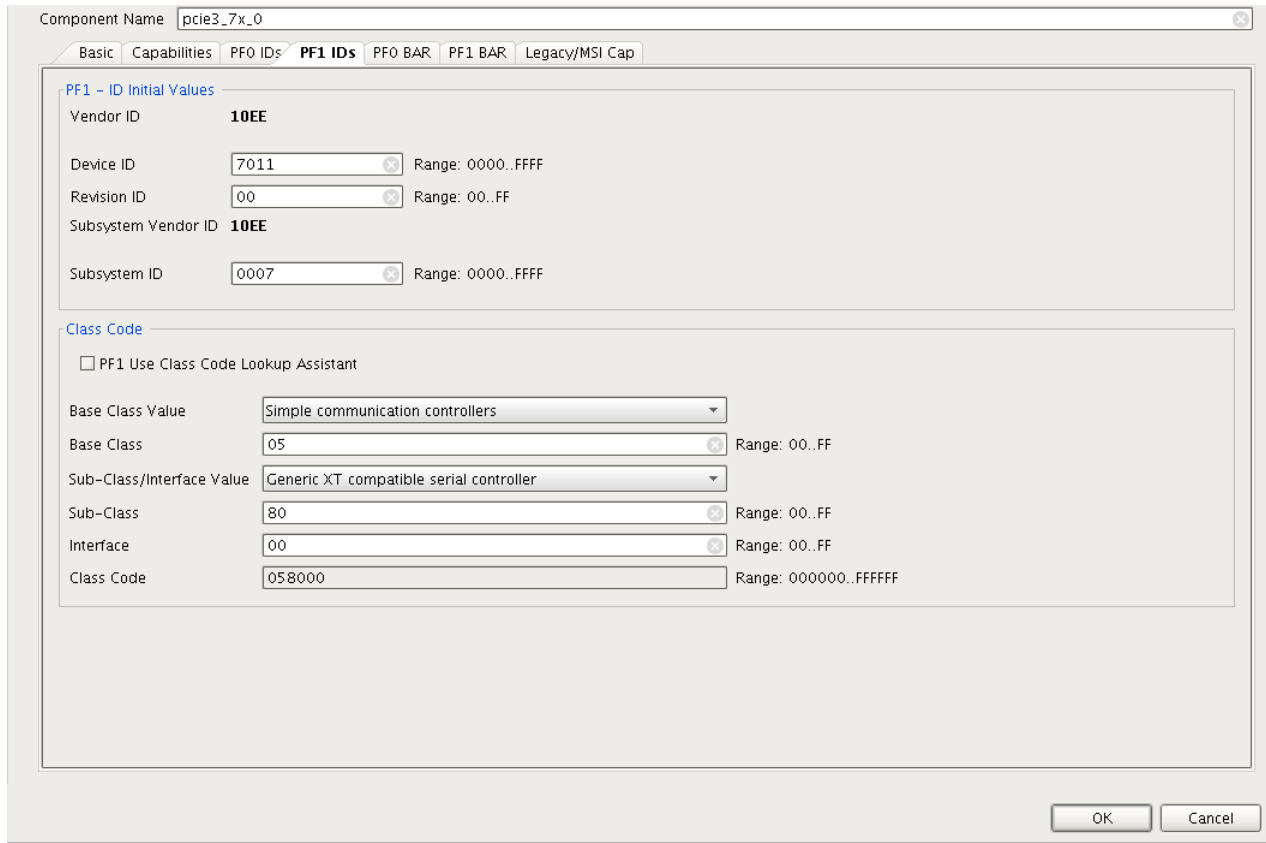 Component Name pcie3_7x_0
Basic Capabilities PF0 IDs PF1 IDs PF0 BAR PF1 BAR Legacy/MSI Cap
PF1 - ID Initial Values
Vendor ID 10EE
Device ID 7011 Range: 0000..FFFF
Revision ID 00 Range: 00..FF
Subsystem Vendor ID 10EE
Subsystem ID 0007 Range: 0000..FFFF
Class Code
PF1 Use Class Code Lookup Assistant
Base Class Value Simple communication controllers
Base Class 05 Range: 00..FF
Sub-Class/Interface Value Generic XT compatible serial controller
Sub-Class 80 Range: 00..FF
Interface 00 Range: 00..FF
Class Code 058000 Range: 000000..FFFFFF
OK Cancel